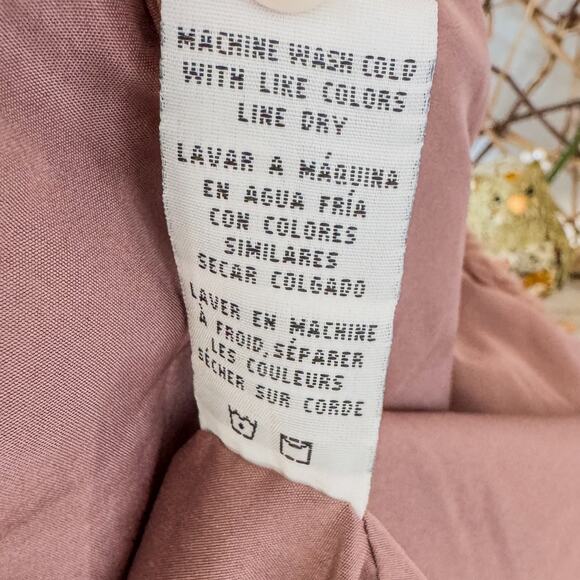 MACHINE WASH COLD
WITH LIKE COLORS
LINE DRY
LAVAR A MÁQUINA
EN AGUA FRÍA
CON COLORES
SIMILARES
SECAR COLGADO
LAVER EN MACHINE
À FROID, SÉPARER
LES COULEURS
SÉCHER SUR CORDE